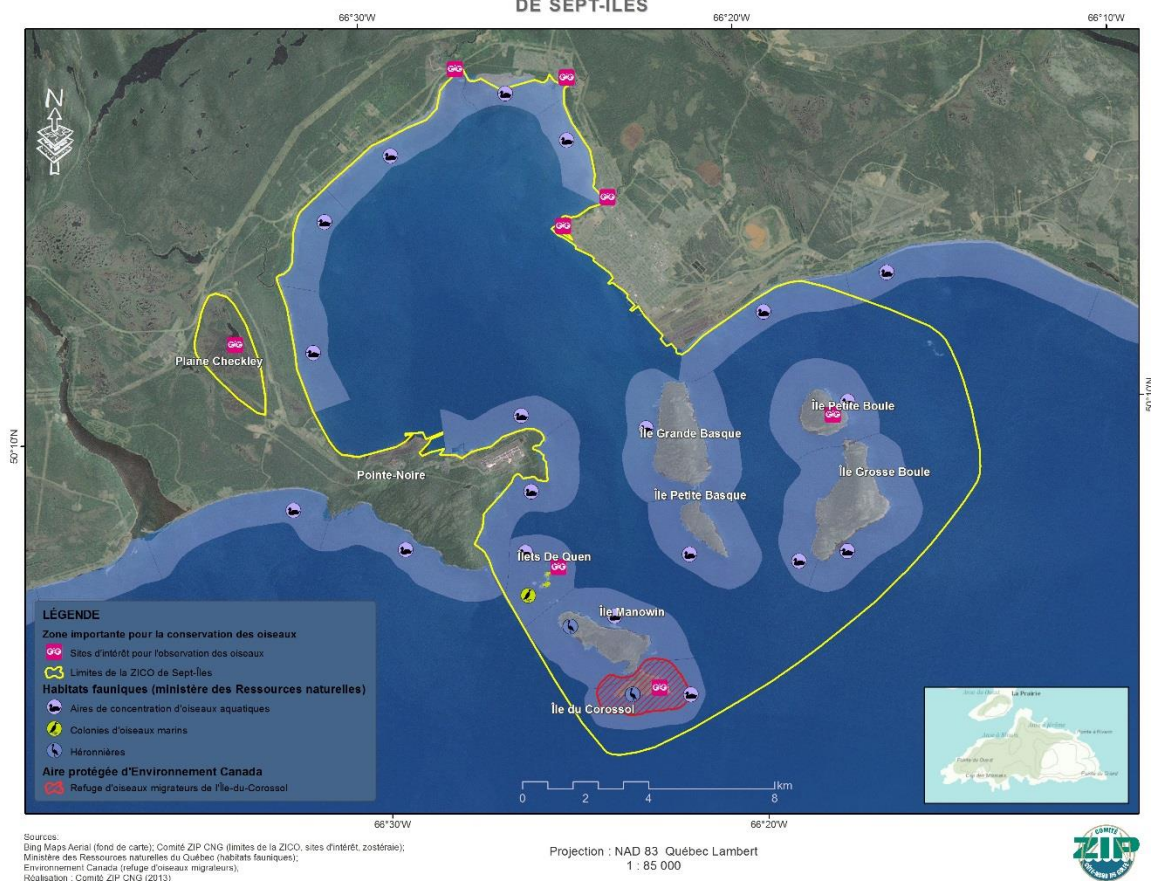 DE SEPT-ÎLES
66°30'W
66°20'W
66°10'W
N
Plaine Checkley
50°10'N
50°10'N
Île Petite Boule
Île Grande Basque
Île Grosse Boule
Pointe-Noire
Île Petite Basque
Îlets De Quen
Île Manowin
Île du Corossol
LÉGENDE
Zone importante pour la conservation des oiseaux
Sites d'intérêt pour l'observation des oiseaux
Limites de la ZICO de Sept-Îles
Habitats fauniques (ministère des Ressources naturelles)
Aires de concentration d'oiseaux aquatiques
Colonies d'oiseaux marins
Héronnières
Aire protégée d'Environnement Canada
Refuge d'oiseaux migrateurs de l'Île-du-Corossol
La Prairie
km
0 2 4 8
66°30'W
66°20'W
Sources:
Bing Maps Aerial (fond de carte); Comité ZIP CNG (limites de la ZICO, sites d'intérêt, zostéraie);
Ministère des Ressources naturelles du Québec (habitats fauniques);
Environnement Canada (refuge d'oiseaux migrateurs),
Réalisation : Comité ZIP CNG (2013)
Projection : NAD 83 Québec Lambert
1 : 85 000
COMITÉ
ZIP